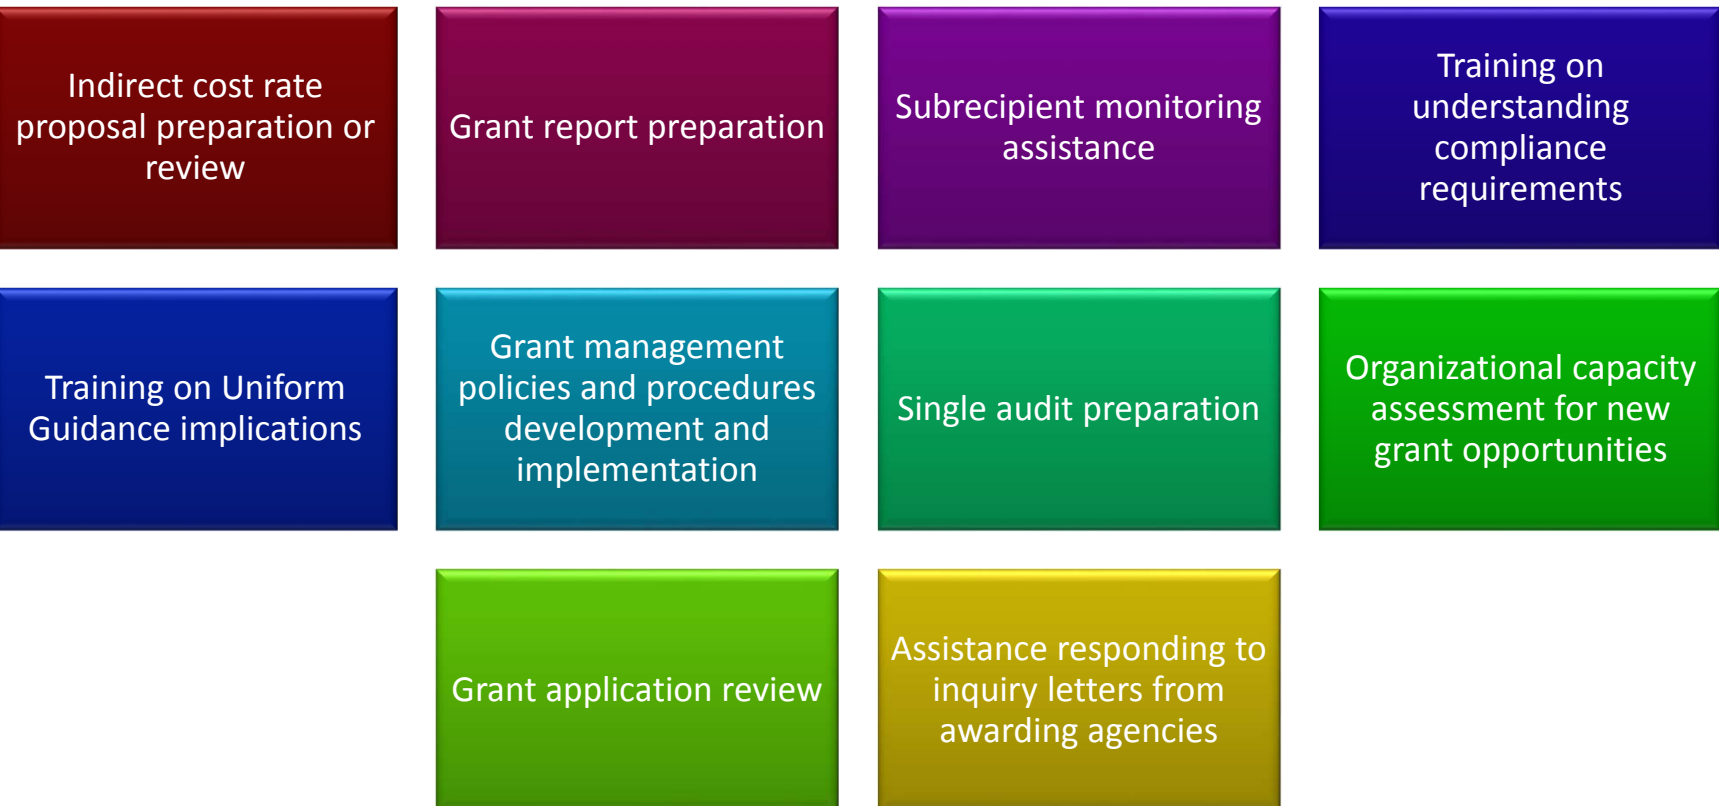 Indirect cost rate
proposal preparation or
review
Grant report preparation
Subrecipient monitoring
assistance
Training on
understanding
compliance
requirements
Training on Uniform
Guidance implications
Grant management
policies and procedures
development and
implementation
Single audit preparation
Organizational capacity
assessment for new
grant opportunities
Grant application review
Assistance responding to
inquiry letters from
awarding agencies